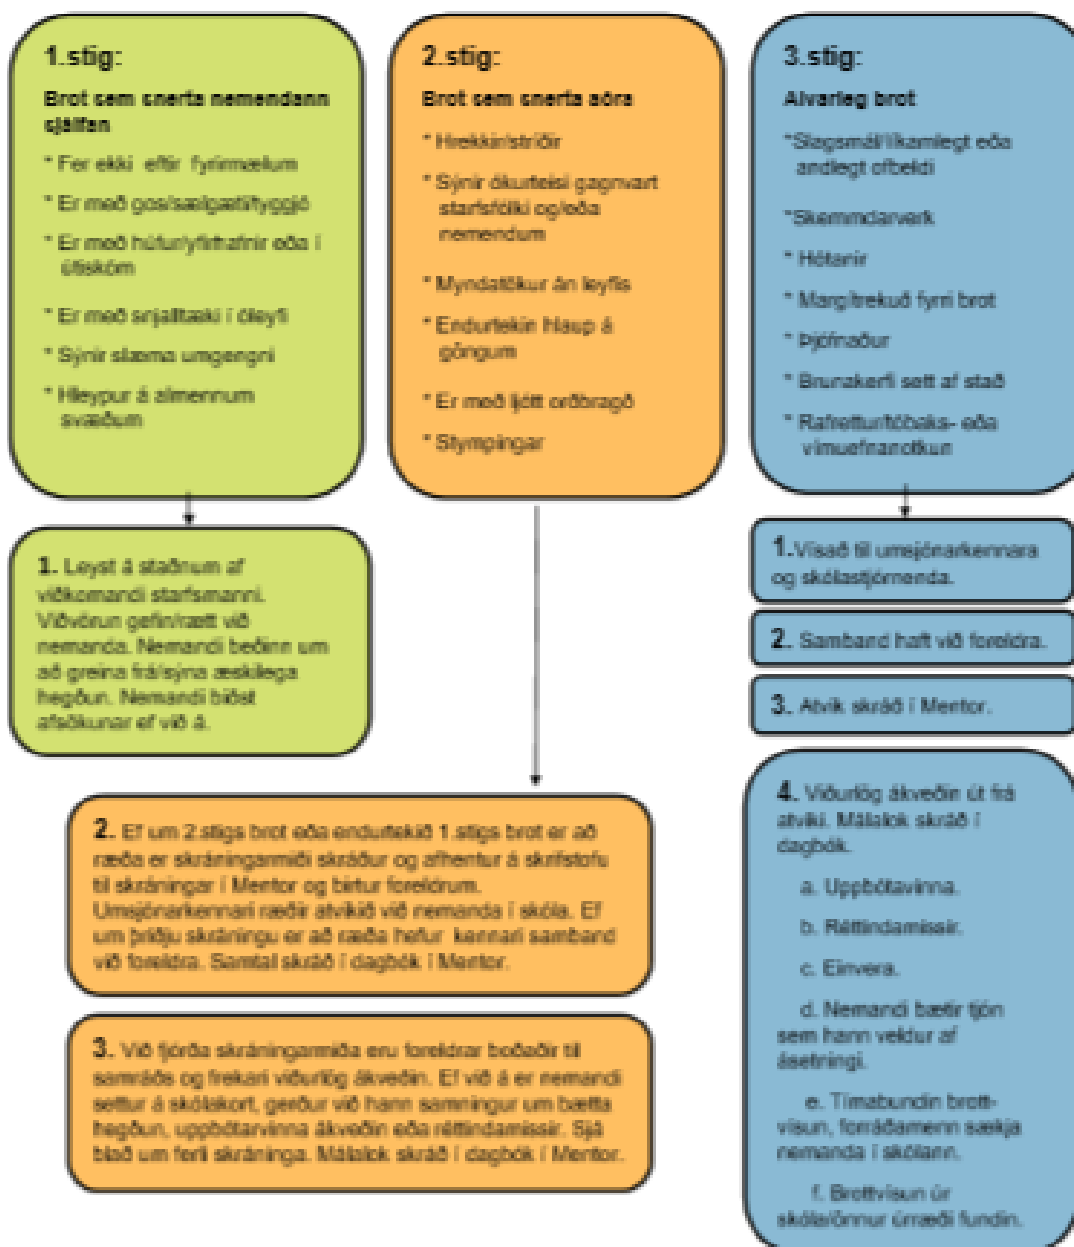 1.stig:
Brot sem snerta nemendann
sjálfan
* Fer ekki eftir fyrirmælum
* Er með gos/sælgæti/tyggjó
* Er með húfur/yfirhafnir eða í
útiskóm
* Er með snjalltæki í óleyfi
* Sýnir slæma umgengni
* Hleypur á almennum
svæðum
2.stig:
Brot sem snerta aðra
* Hrekkir/stríðir
* Sýnir ókurteisi gagnvart
starfsfólki og/eða
nemendum
* Myndatökur án leyfis
* Endurtekin hlaup á
göngum
* Er með ljótt orðbragð
* Stympingar
3.stig:
Alvarleg brot
*Slagsmál/líkamlegt eða
andlegt ofbeldi
*Skemmdarverk
* Hótanir
* Margítrekuð fyrri brot
* Þjófnaður
* Brunakerfi sett af stað
* Rafrettur/tóbaks- eða
vímuefnanotkun
1. Leyst á staðnum af
viðkomandi starfsmanni.
Viðvörun gefin/rætt við
nemanda. Nemandi beðinn um
að greina frá/sýna æskilega
hegðun. Nemandi biðst
afsökunar ef við á.
2. Ef um 2.stigs brot eða endurtekið 1.stigs brot er að
ræða er skráningarmiði skráður og afhentur á skrifstofu
til skráningar í Mentor og birtur foreldrum.
Umsjónarkennari ræðir atvikið við nemanda í skóla. Ef
um þriðju skráningu er að ræða hefur kennari samband
við foreldra. Samtal skráð í dagbók í Mentor.
3. Við fjórða skráningarmiða eru foreldrar boðaðir til
samráðs og frekari viðurlög ákveðin. Ef við á er nemandi
settur á skólakort, gerður við hann samningur um bætta
hegðun, uppbótarvinna ákveðin eða réttindamissir. Sjá
blað um ferli skráninga. Málalok skráð í dagbók í Mentor.
1.Vísað til umsjónarkennara
og skólastjórnenda.
2. Samband haft við foreldra.
3. Atvik skráð í Mentor.
4. Viðurlög ákveðin út frá
atviki. Málalok skráð í
dagbók.
a. Uppbótavinna.
b. Réttindamissir.
c. Einvera.
d. Nemandi bætir tjón
sem hann veldur af
ásetningi.
e. Tímabundin brott-
vísun, forráðamenn sækja
nemanda í skólann.
f. Brottvísun úr
skóla/önnur úrræði fundin.